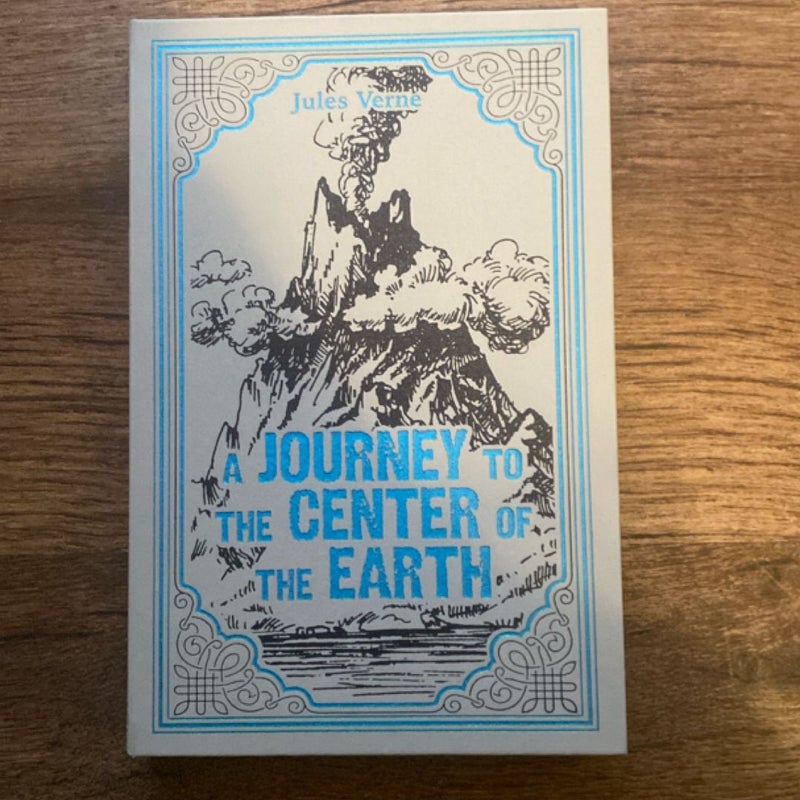 Jules Verne
A JOURNEY TO
THE CENTER OF
THE EARTH